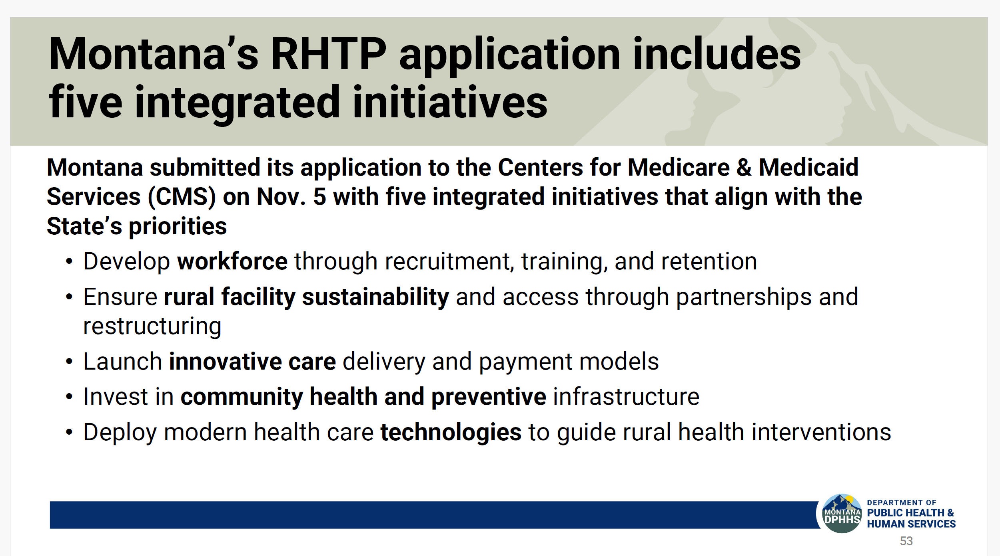 Montana’s RHTP application includes
five integrated initiatives
Montana submitted its application to the Centers for Medicare & Medicaid
Services (CMS) on Nov. 5 with five integrated initiatives that align with the
State’s priorities
• Develop workforce through recruitment, training, and retention
• Ensure rural facility sustainability and access through partnerships and
restructuring
• Launch innovative care delivery and payment models
• Invest in community health and preventive infrastructure
• Deploy modern health care technologies to guide rural health interventions
MONTANA
DPHHS
DEPARTMENT OF
PUBLIC HEALTH &
HUMAN SERVICES
53